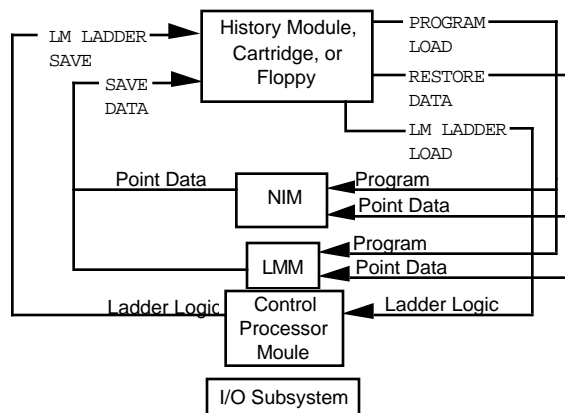 LM LADDER
SAVE
SAVE
DATA
History Module,
Cartridge, or
Floppy
PROGRAM
LOAD
RESTORE
DATA
LM LADDER
LOAD
Point Data
NIM
Program
Point Data
LMM
Program
Point Data
Ladder Logic
Control
Processor
Moule
Ladder Logic
I/O Subsystem